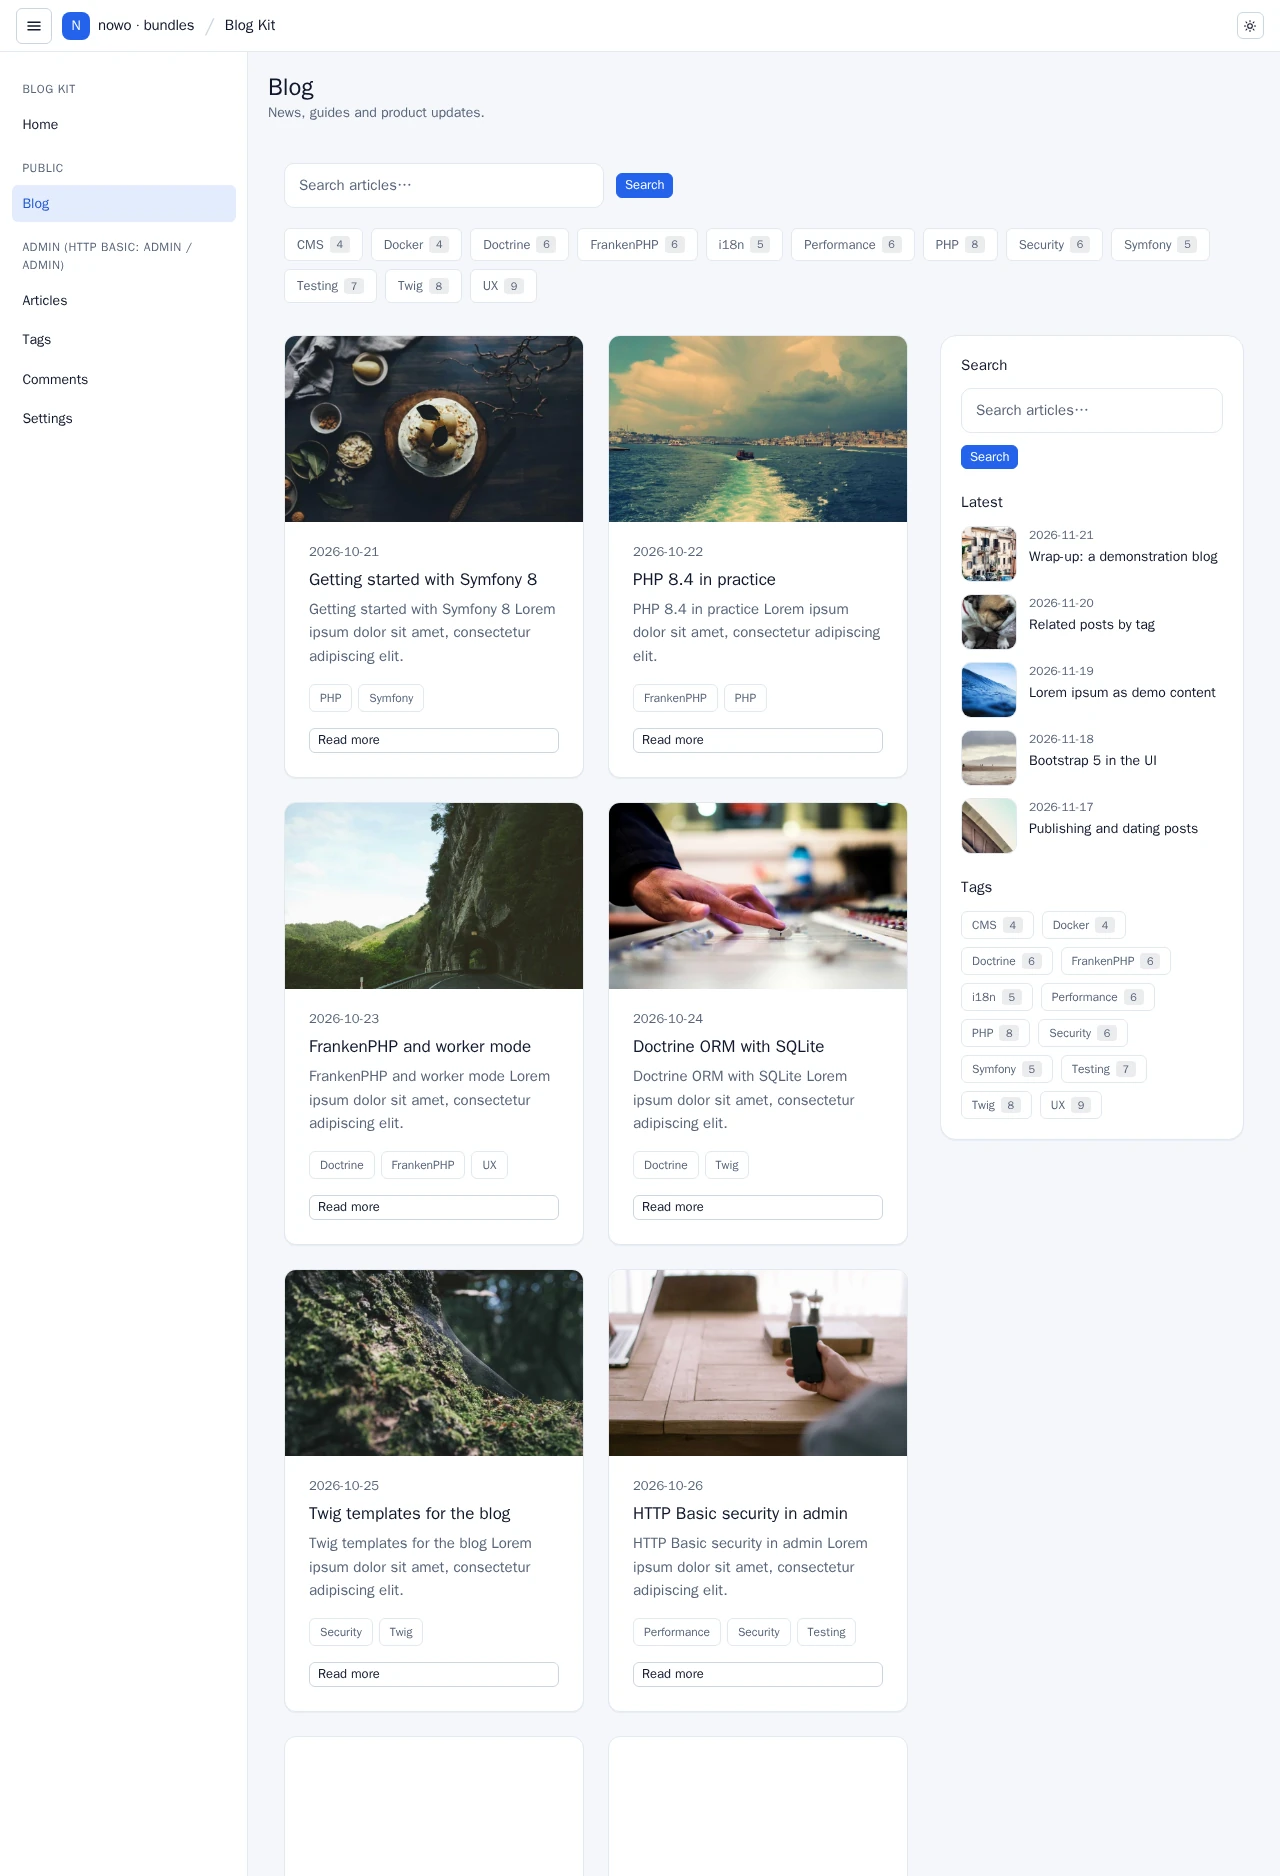 N nowo · bundles / Blog Kit
BLOG KIT
Home
PUBLIC
Blog
ADMIN (HTTP BASIC: ADMIN /
ADMIN)
Articles
Tags
Comments
Settings
Blog
News, guides and product updates.
Search articles···
Search
CMS 4
Docker 4
Doctrine 6
FrankenPHP 6
i18n 5
Performance 6
PHP 8
Security 6
Symfony 5
Testing 7
Twig 8
UX 9
2026-10-21
Getting started with Symfony 8
Getting started with Symfony 8 Lorem
ipsum dolor sit amet, consectetur
adipiscing elit.
PHP
Symfony
Read more
2026-10-22
PHP 8.4 in practice
PHP 8.4 in practice Lorem ipsum
dolor sit amet, consectetur adipiscing
elit.
FrankenPHP
PHP
Read more
2026-10-23
FrankenPHP and worker mode
FrankenPHP and worker mode Lorem
ipsum dolor sit amet, consectetur
adipiscing elit.
Doctrine
FrankenPHP
UX
Read more
2026-10-24
Doctrine ORM with SQLite
Doctrine ORM with SQLite Lorem
ipsum dolor sit amet, consectetur
adipiscing elit.
Doctrine
Twig
Read more
2026-10-25
Twig templates for the blog
Twig templates for the blog Lorem
ipsum dolor sit amet, consectetur
adipiscing elit.
Security
Twig
Read more
2026-10-26
HTTP Basic security in admin
HTTP Basic security in admin Lorem
ipsum dolor sit amet, consectetur
adipiscing elit.
Performance
Security
Testing
Read more
Search
Search articles···
Search
Latest
2026-11-21
Wrap-up: a demonstration blog
2026-11-20
Related posts by tag
2026-11-19
Lorem ipsum as demo content
2026-11-18
Bootstrap 5 in the UI
2026-11-17
Publishing and dating posts
Tags
CMS 4
Docker 4
Doctrine 6
FrankenPHP 6
i18n 5
Performance 6
PHP 8
Security 6
Symfony 5
Testing 7
Twig 8
UX 9